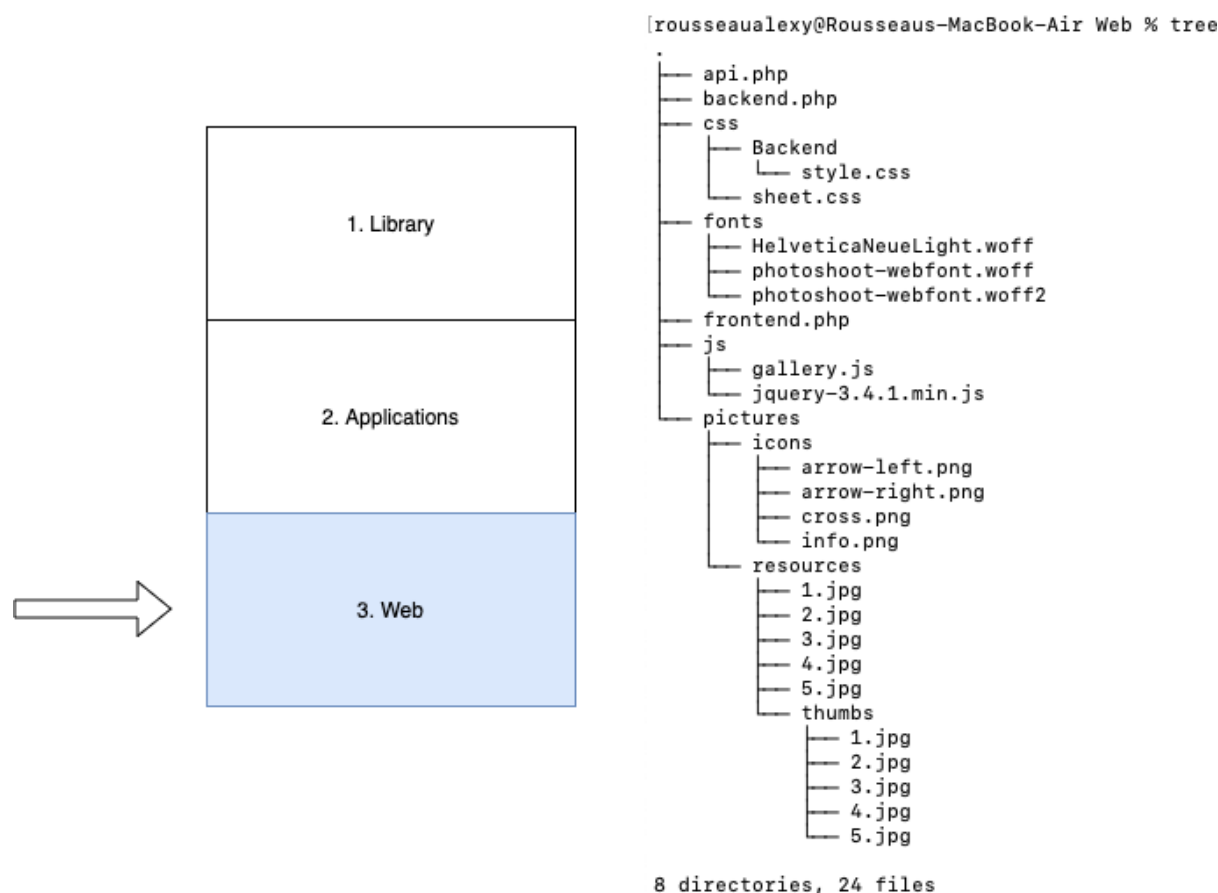 1. Library
2. Applications
3. Web
[rousseaualexy@Rousseaus-MacBook-Air Web % tree
.
├── api.php
├── backend.php
├── css
│   ├── Backend
│   │   └── style.css
│   └── sheet.css
├── fonts
│   ├── HelveticaNeueLight.woff
│   ├── photoshoot-webfont.woff
│   └── photoshoot-webfont.woff2
├── frontend.php
├── js
│   ├── gallery.js
│   └── jquery-3.4.1.min.js
└── pictures
    ├── icons
    │   ├── arrow-left.png
    │   ├── arrow-right.png
    │   ├── cross.png
    │   └── info.png
    └── resources
        ├── 1.jpg
        ├── 2.jpg
        ├── 3.jpg
        ├── 4.jpg
        ├── 5.jpg
        └── thumbs
            ├── 1.jpg
            ├── 2.jpg
            ├── 3.jpg
            ├── 4.jpg
            └── 5.jpg
8 directories, 24 files